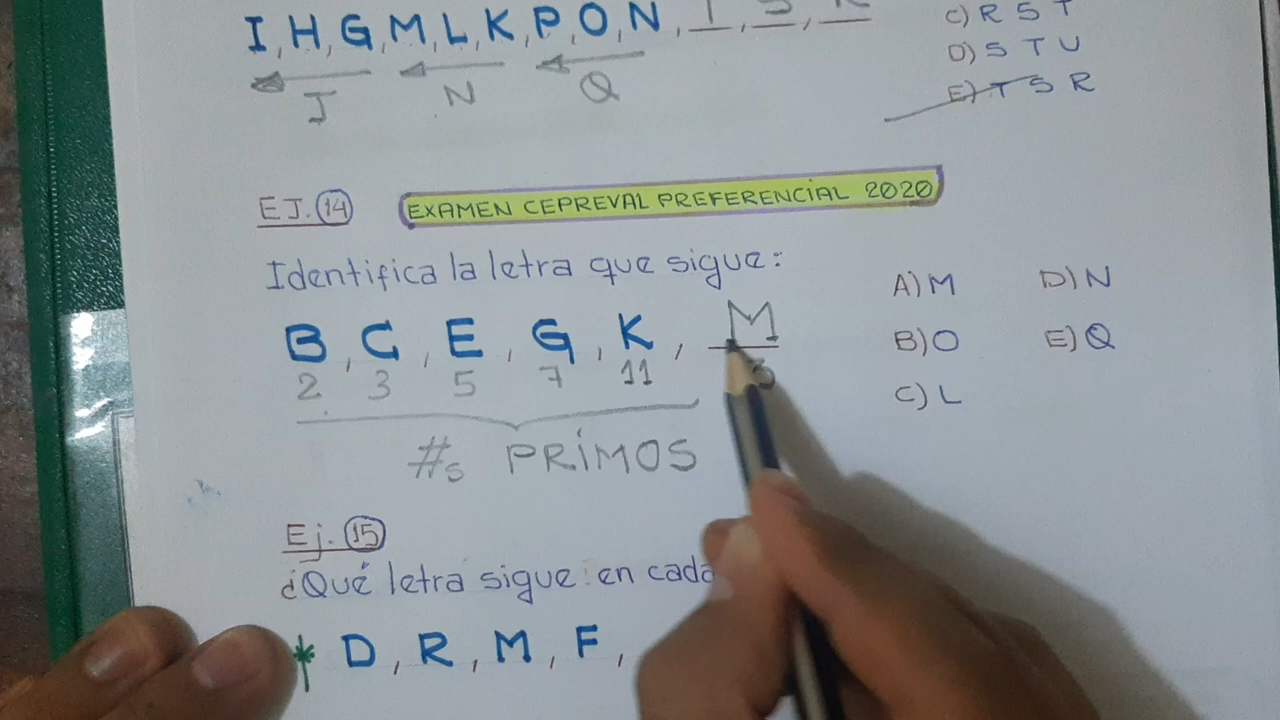 I, H, G, M, L, K, P, O, N, T, S, R
C) R S T
D) S T U
E) T S R
J N Q
EJ. 14 EXAMEN CEPREVAL PREFERENCIAL 2020
Identifica la letra que sigue:
B, C, E, G, K, M
2 3 5 7 11
#s PRIMOS
A) M D) N
B) O E) Q
C) L
Ej. 15
¿Qué letra sigue en cada
* D, R, M, F,